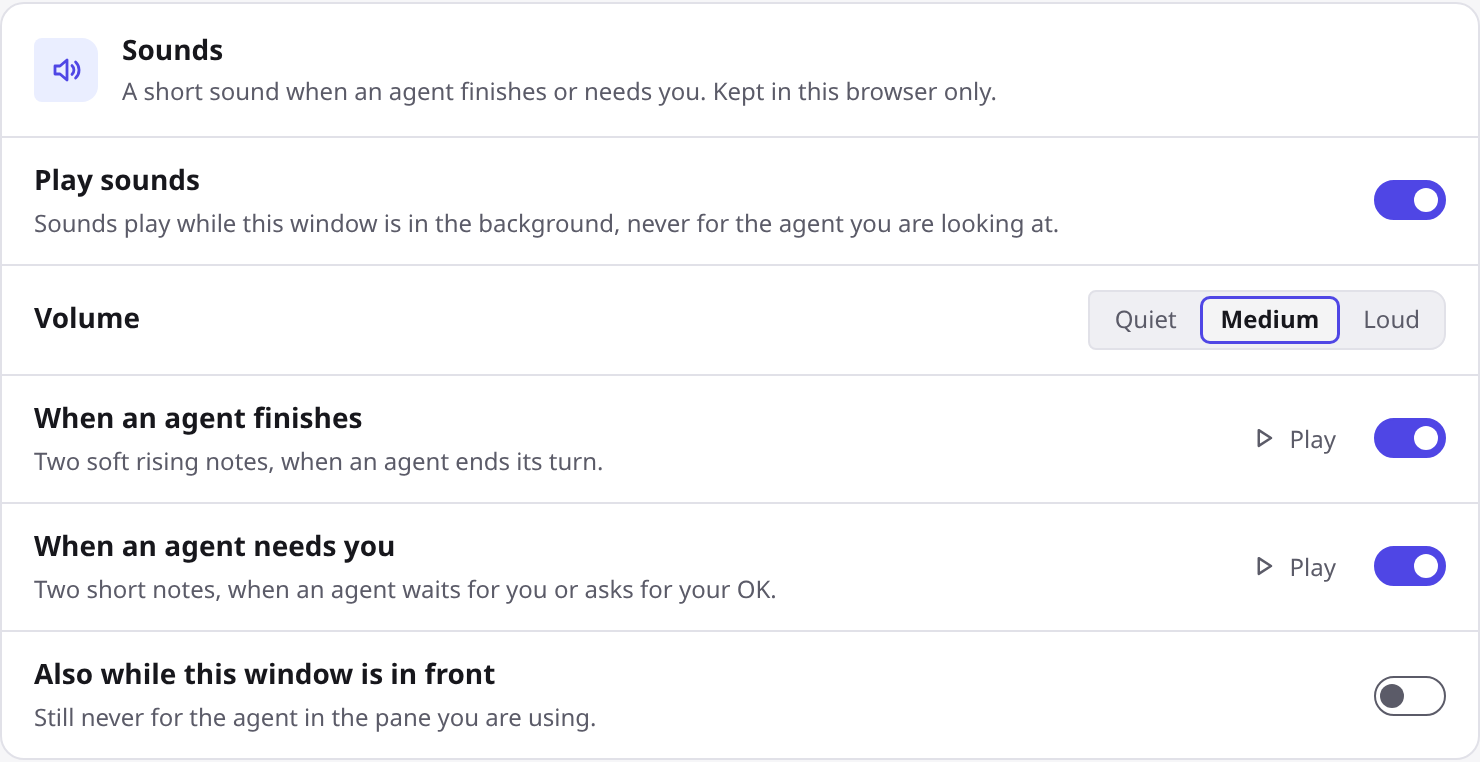 Sounds
A short sound when an agent finishes or needs you. Kept in this browser only.
Play sounds
Sounds play while this window is in the background, never for the agent you are looking at.
Volume
Quiet Medium Loud
When an agent finishes
Two soft rising notes, when an agent ends its turn.
Play
When an agent needs you
Two short notes, when an agent waits for you or asks for your OK.
Play
Also while this window is in front
Still never for the agent in the pane you are using.